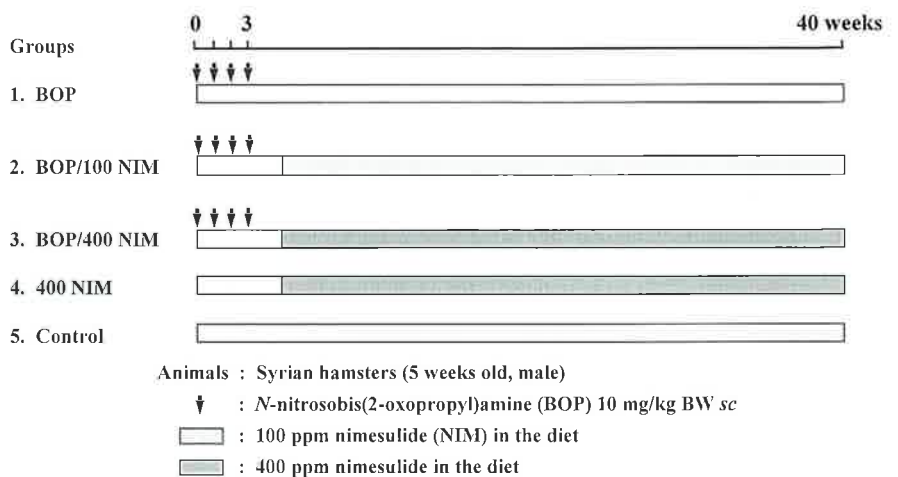 0 3 40 weeks
Groups
1. BOP
2. BOP/100 NIM
3. BOP/400 NIM
4. 400 NIM
5. Control
Animals : Syrian hamsters (5 weeks old, male)
: N-nitrosobis(2-oxopropyl)amine (BOP) 10 mg/kg BW sc
: 100 ppm nimesulide (NIM) in the diet
: 400 ppm nimesulide in the diet